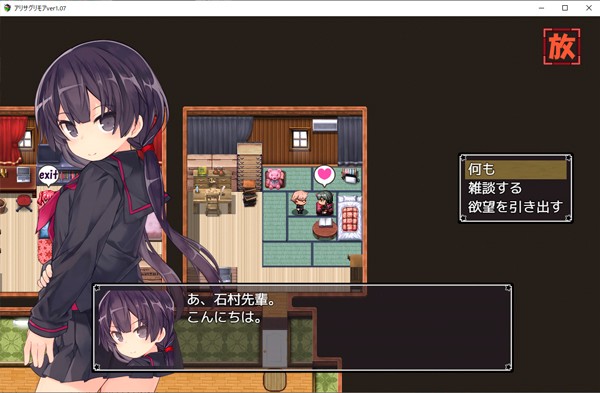 アリサグリモアver1.07
放
exit
何も
雑談する
欲望を引き出す
あ、石村先輩。
こんにちは。